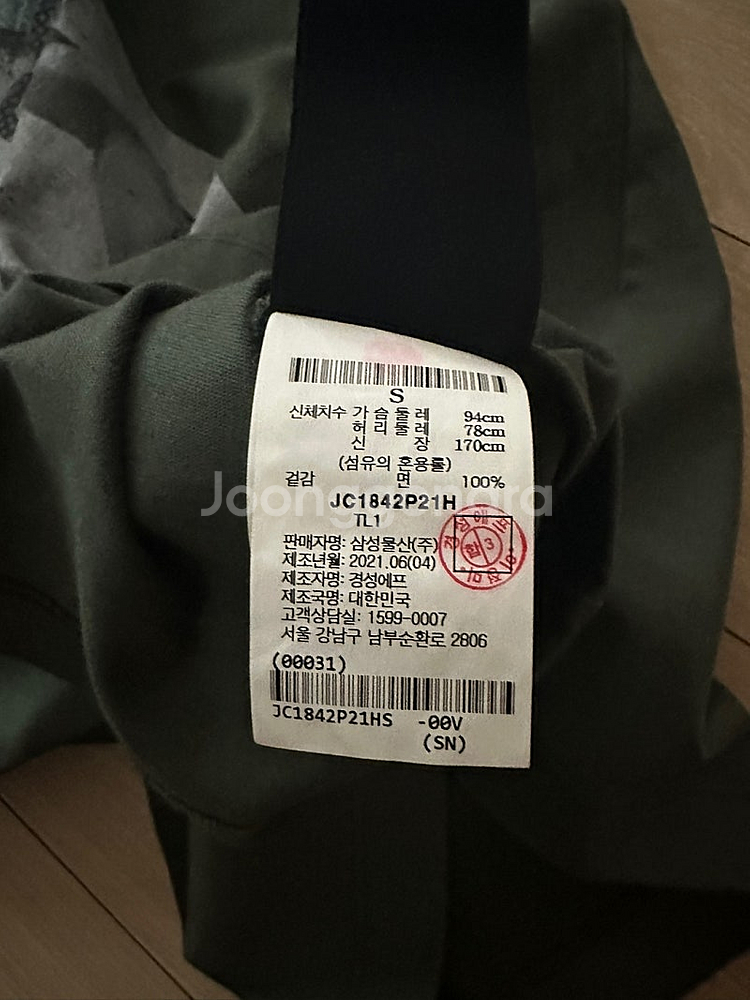 S
신체치수 가슴둘레 94cm
허리둘레 78cm
신장 170cm
(섬유의 혼용률)
겉감 면 100%
Joonggonara
JC1842P21H
TL1
판매자명: 삼성물산(주)
제조년월: 2021.06(04)
제조자명: 경성에프
제조국명: 대한민국
고객상담실: 1599-0007
서울 강남구 남부순환로 2806
(00031)
JC1842P21HS -00V
(SN)